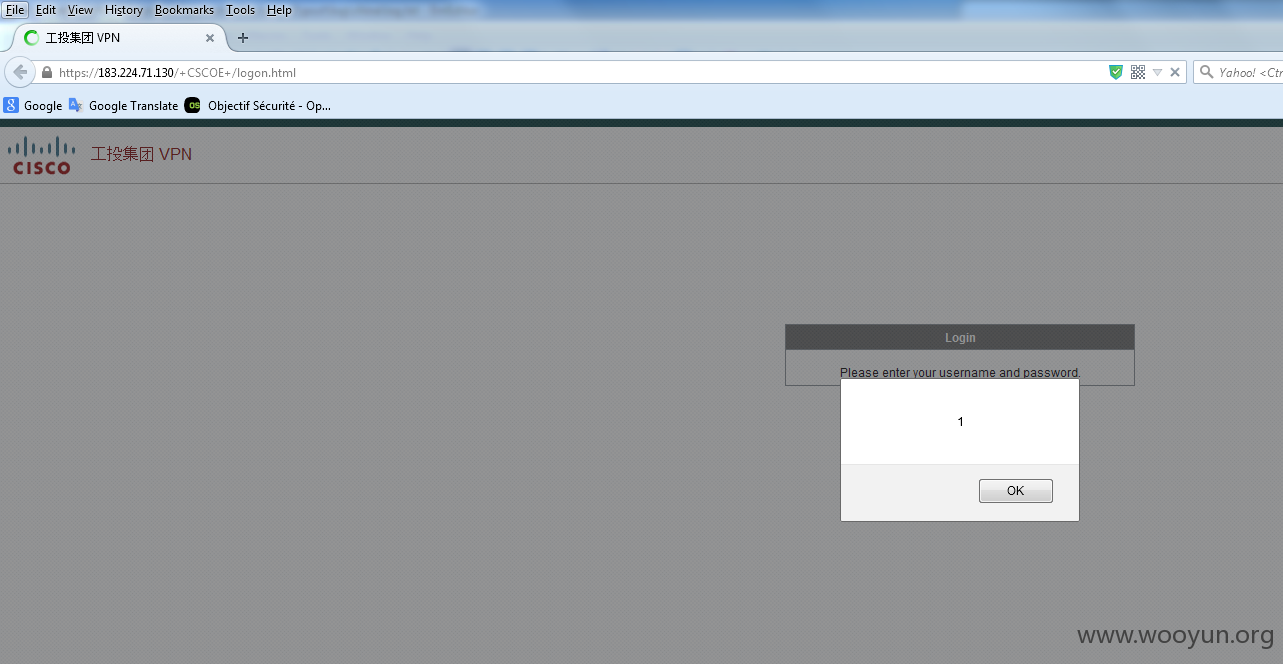 File Edit View History Bookmarks Tools Help
工投集团 VPN
https://183.224.71.130/+CSCOE+/logon.html
Yahoo! <Ctr
Google Google Translate OS Objectif Sécurité - Op...
CISCO 工投集团 VPN
Login
Please enter your username and password.
1
OK
www.wooyun.org